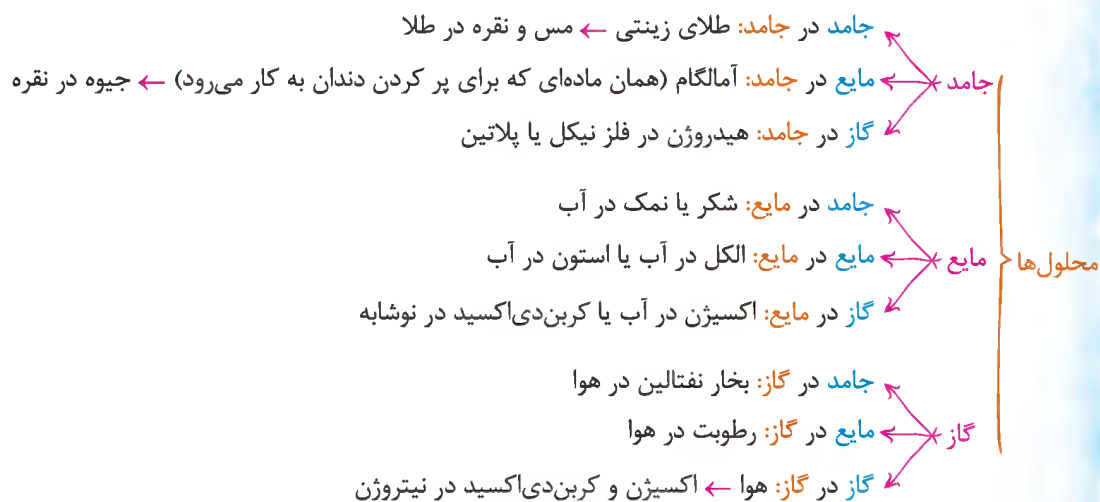 محلول‌ها
جامد
جامد در جامد: طلای زینتی ← مس و نقره در طلا
مایع در جامد: آمالگام (همان ماده‌ای که برای پر کردن دندان به کار می‌رود) ← جیوه در نقره
گاز در جامد: هیدروژن در فلز نیکل یا پلاتین
مایع
جامد در مایع: شکر یا نمک در آب
مایع در مایع: الکل در آب یا استون در آب
گاز در مایع: اکسیژن در آب یا کربن‌دی‌اکسید در نوشابه
گاز
جامد در گاز: بخار نفتالین در هوا
مایع در گاز: رطوبت در هوا
گاز در گاز: هوا ← اکسیژن و کربن‌دی‌اکسید در نیتروژن